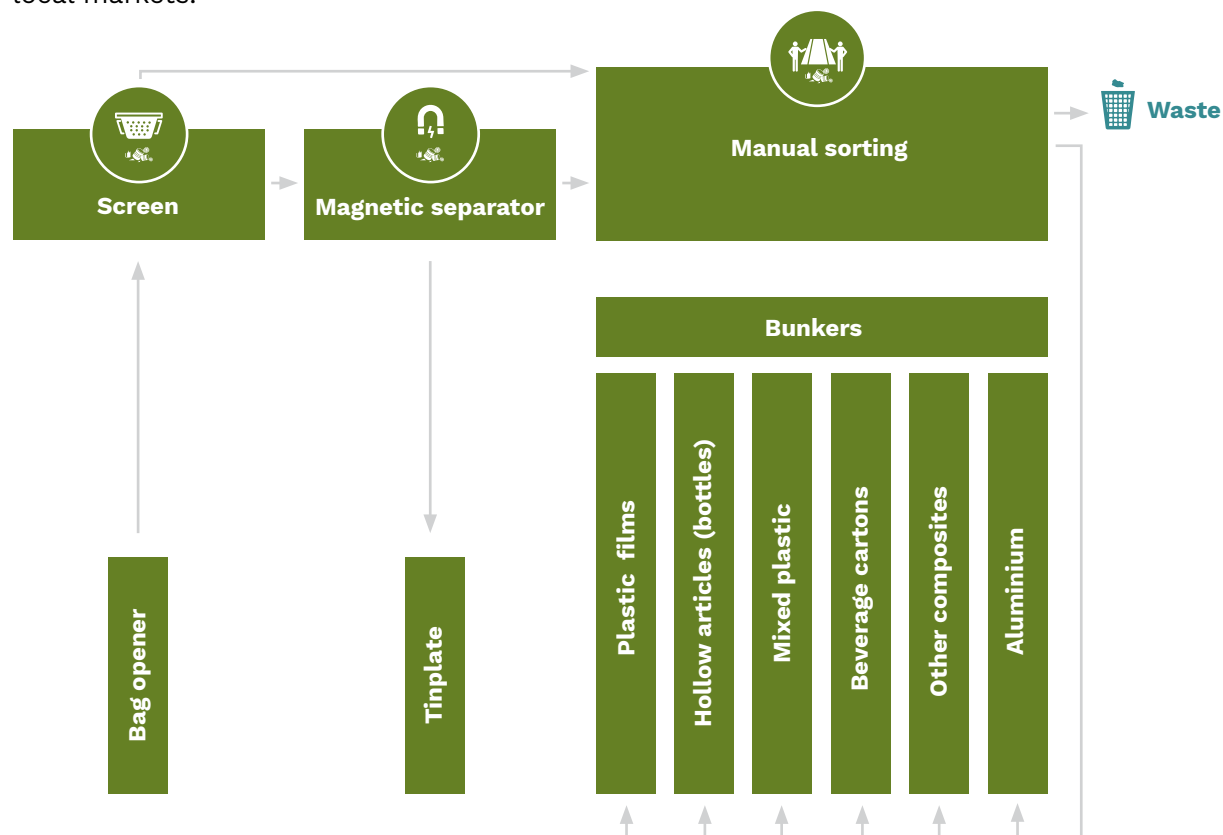 Waste
Manual sorting
Screen
Magnetic separator
Bunkers
Bag opener
Tinplate
Plastic films
Hollow articles (bottles)
Mixed plastic
Beverage cartons
Other composites
Aluminium